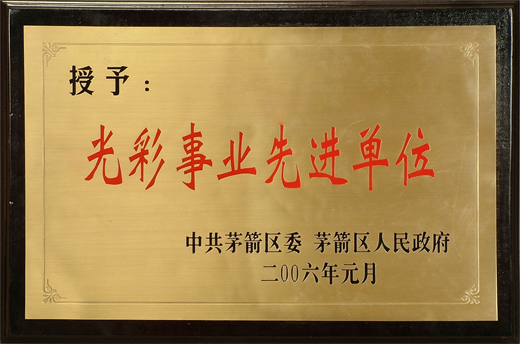 授予：
光彩事业先进单位
中共茅箭区委 茅箭区人民政府
二00六年元月